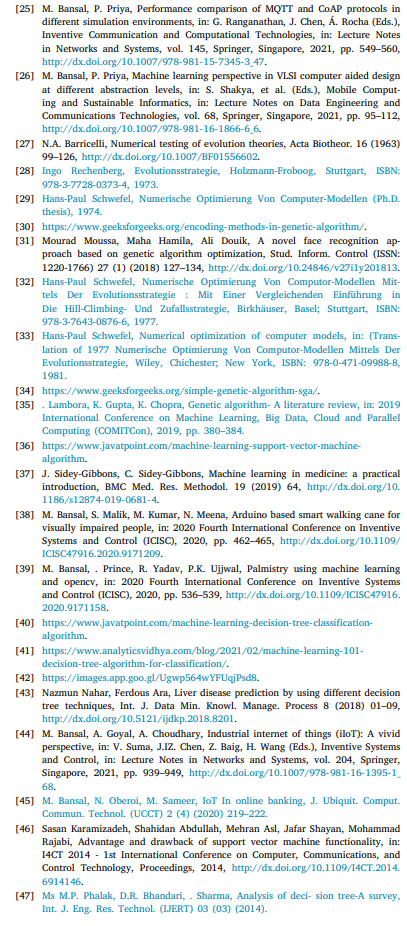 [25] M. Bansal, P. Priya, Performance comparison of MQTT and CoAP protocols in
different simulation environments, in: G. Ranganathan, J. Chen, Á. Rocha (Eds.),
Inventive Communication and Computational Technologies, in: Lecture Notes
in Networks and Systems, vol. 145, Springer, Singapore, 2021, pp. 549–560,
http://dx.doi.org/10.1007/978-981-15-7345-3_47.
[26] M. Bansal, P. Priya, Machine learning perspective in VLSI computer aided design
at different abstraction levels, in: S. Shakya, et al. (Eds.), Mobile Comput-
ing and Sustainable Informatics, in: Lecture Notes on Data Engineering and
Communications Technologies, vol. 68, Springer, Singapore, 2021, pp. 95–112,
http://dx.doi.org/10.1007/978-981-16-1866-6_6.
[27] N.A. Barricelli, Numerical testing of evolution theories, Acta Biotheor. 16 (1963)
99–126, http://dx.doi.org/10.1007/BF01556602.
[28] Ingo Rechenberg, Evolutionsstrategie, Holzmann-Froboog, Stuttgart, ISBN:
978-3-7728-0373-4, 1973.
[29] Hans-Paul Schwefel, Numerische Optimierung Von Computer-Modellen (Ph.D.
thesis), 1974.
[30] https://www.geeksforgeeks.org/encoding-methods-in-genetic-algorithm/.
[31] Mourad Moussa, Maha Hamila, Ali Douik, A novel face recognition ap-
proach based on genetic algorithm optimization, Stud. Inform. Control (ISSN:
1220-1766) 27 (1) (2018) 127–134, http://dx.doi.org/10.24846/v27i1y201813.
[32] Hans-Paul Schwefel, Numerische Optimierung Von Computor-Modellen Mit-
tels Der Evolutionsstrategie : Mit Einer Vergleichenden Einführung in
Die Hill-Climbing- Und Zufallsstrategie, Birkhäuser, Basel; Stuttgart, ISBN:
978-3-7643-0876-6, 1977.
[33] Hans-Paul Schwefel, Numerical optimization of computer models, in: (Trans-
lation of 1977 Numerische Optimierung Von Computor-Modellen Mittels Der
Evolutionsstrategie, Wiley, Chichester; New York, ISBN: 978-0-471-09988-8,
1981.
[34] https://www.geeksforgeeks.org/simple-genetic-algorithm-sga/.
[35] . Lambora, K. Gupta, K. Chopra, Genetic algorithm- A literature review, in: 2019
International Conference on Machine Learning, Big Data, Cloud and Parallel
Computing (COMITCon), 2019, pp. 380–384.
[36] https://www.javatpoint.com/machine-learning-support-vector-machine-
algorithm.
[37] J. Sidey-Gibbons, C. Sidey-Gibbons, Machine learning in medicine: a practical
introduction, BMC Med. Res. Methodol. 19 (2019) 64, http://dx.doi.org/10.
1186/s12874-019-0681-4.
[38] M. Bansal, S. Malik, M. Kumar, N. Meena, Arduino based smart walking cane for
visually impaired people, in: 2020 Fourth International Conference on Inventive
Systems and Control (ICISC), 2020, pp. 462–465, http://dx.doi.org/10.1109/
ICISC47916.2020.9171209.
[39] M. Bansal, . Prince, R. Yadav, P.K. Ujjwal, Palmistry using machine learning
and opencv, in: 2020 Fourth International Conference on Inventive Systems
and Control (ICISC), 2020, pp. 536–539, http://dx.doi.org/10.1109/ICISC47916.
2020.9171158.
[40] https://www.javatpoint.com/machine-learning-decision-tree-classification-
algorithm.
[41] https://www.analyticsvidhya.com/blog/2021/02/machine-learning-101-
decision-tree-algorithm-for-classification/.
[42] https://images.app.goo.gl/Ugwp564wYFUqiPsd8.
[43] Nazmun Nahar, Ferdous Ara, Liver disease prediction by using different decision
tree techniques, Int. J. Data Min. Knowl. Manage. Process 8 (2018) 01–09,
http://dx.doi.org/10.5121/ijdkp.2018.8201.
[44] M. Bansal, A. Goyal, A. Choudhary, Industrial internet of things (iIoT): A vivid
perspective, in: V. Suma, J.IZ. Chen, Z. Baig, H. Wang (Eds.), Inventive Systems
and Control, in: Lecture Notes in Networks and Systems, vol. 204, Springer,
Singapore, 2021, pp. 939–949, http://dx.doi.org/10.1007/978-981-16-1395-1_
68.
[45] M. Bansal, N. Oberoi, M. Sameer, IoT In online banking, J. Ubiquit. Comput.
Commun. Technol. (UCCT) 2 (4) (2020) 219–222.
[46] Sasan Karamizadeh, Shahidan Abdullah, Mehran Asl, Jafar Shayan, Mohammad
Rajabi, Advantage and drawback of support vector machine functionality, in:
I4CT 2014 - 1st International Conference on Computer, Communications, and
Control Technology, Proceedings, 2014, http://dx.doi.org/10.1109/I4CT.2014.
6914146.
[47] Ms M.P. Phalak, D.R. Bhandari, . Sharma, Analysis of deci- sion tree-A survey,
Int. J. Eng. Res. Technol. (IJERT) 03 (03) (2014).